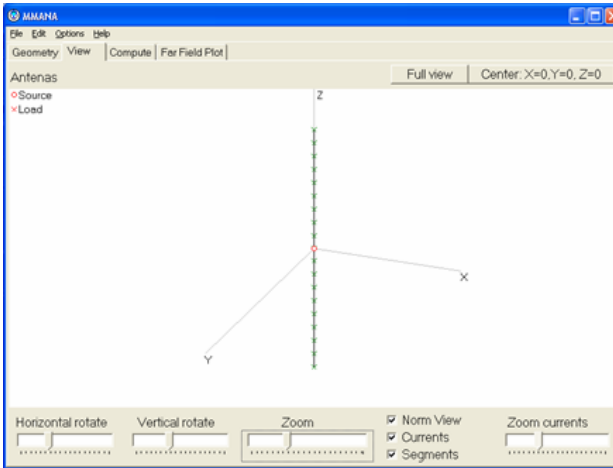 MMANA
File Edit Options Help
Geometry View Compute Far Field Plot
Antenas
Full view
Center: X=0,Y=0, Z=0
Source
Load
Z
X
Y
Horizontal rotate
Vertical rotate
Zoom
Norm View
Currents
Segments
Zoom currents